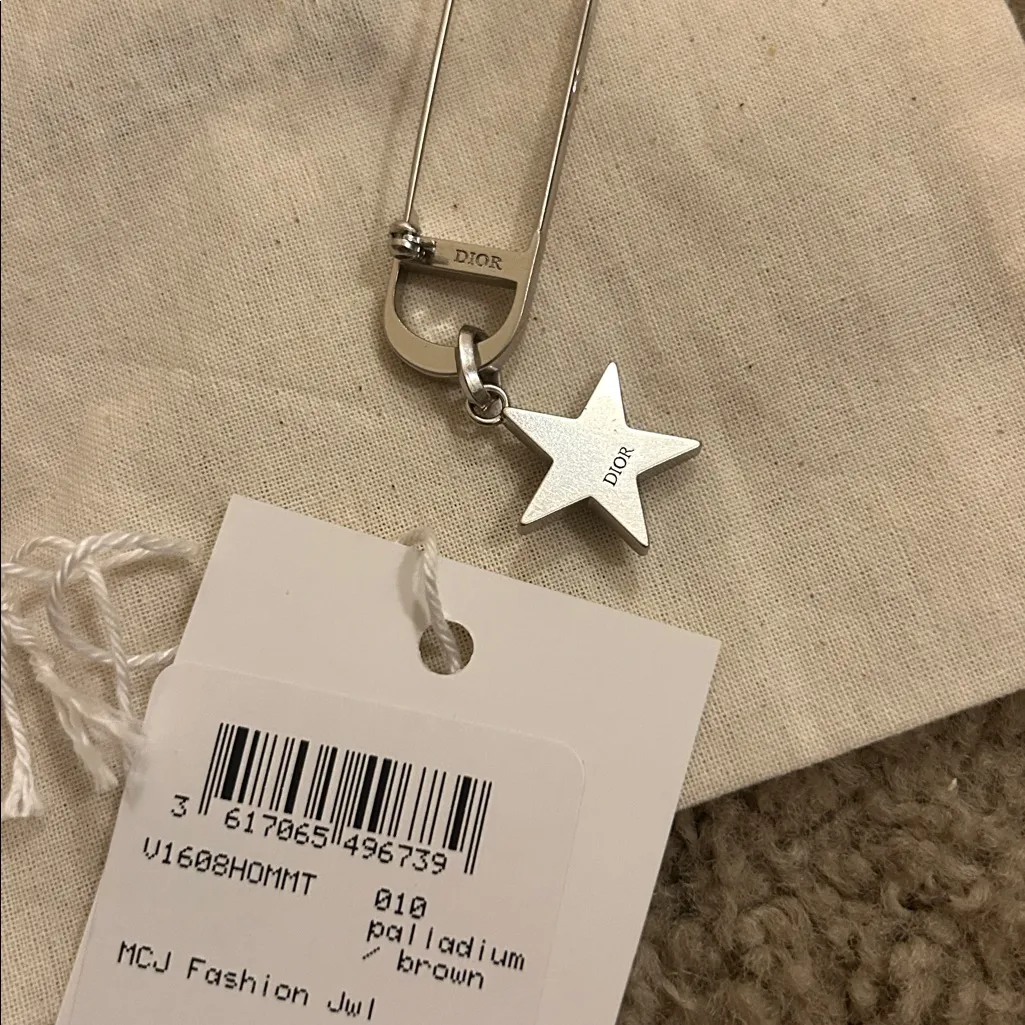 DIOR
DIOR
3 617065 496739
V1608HOMMT
010
palladium
/ brown
MCJ Fashion Jwl